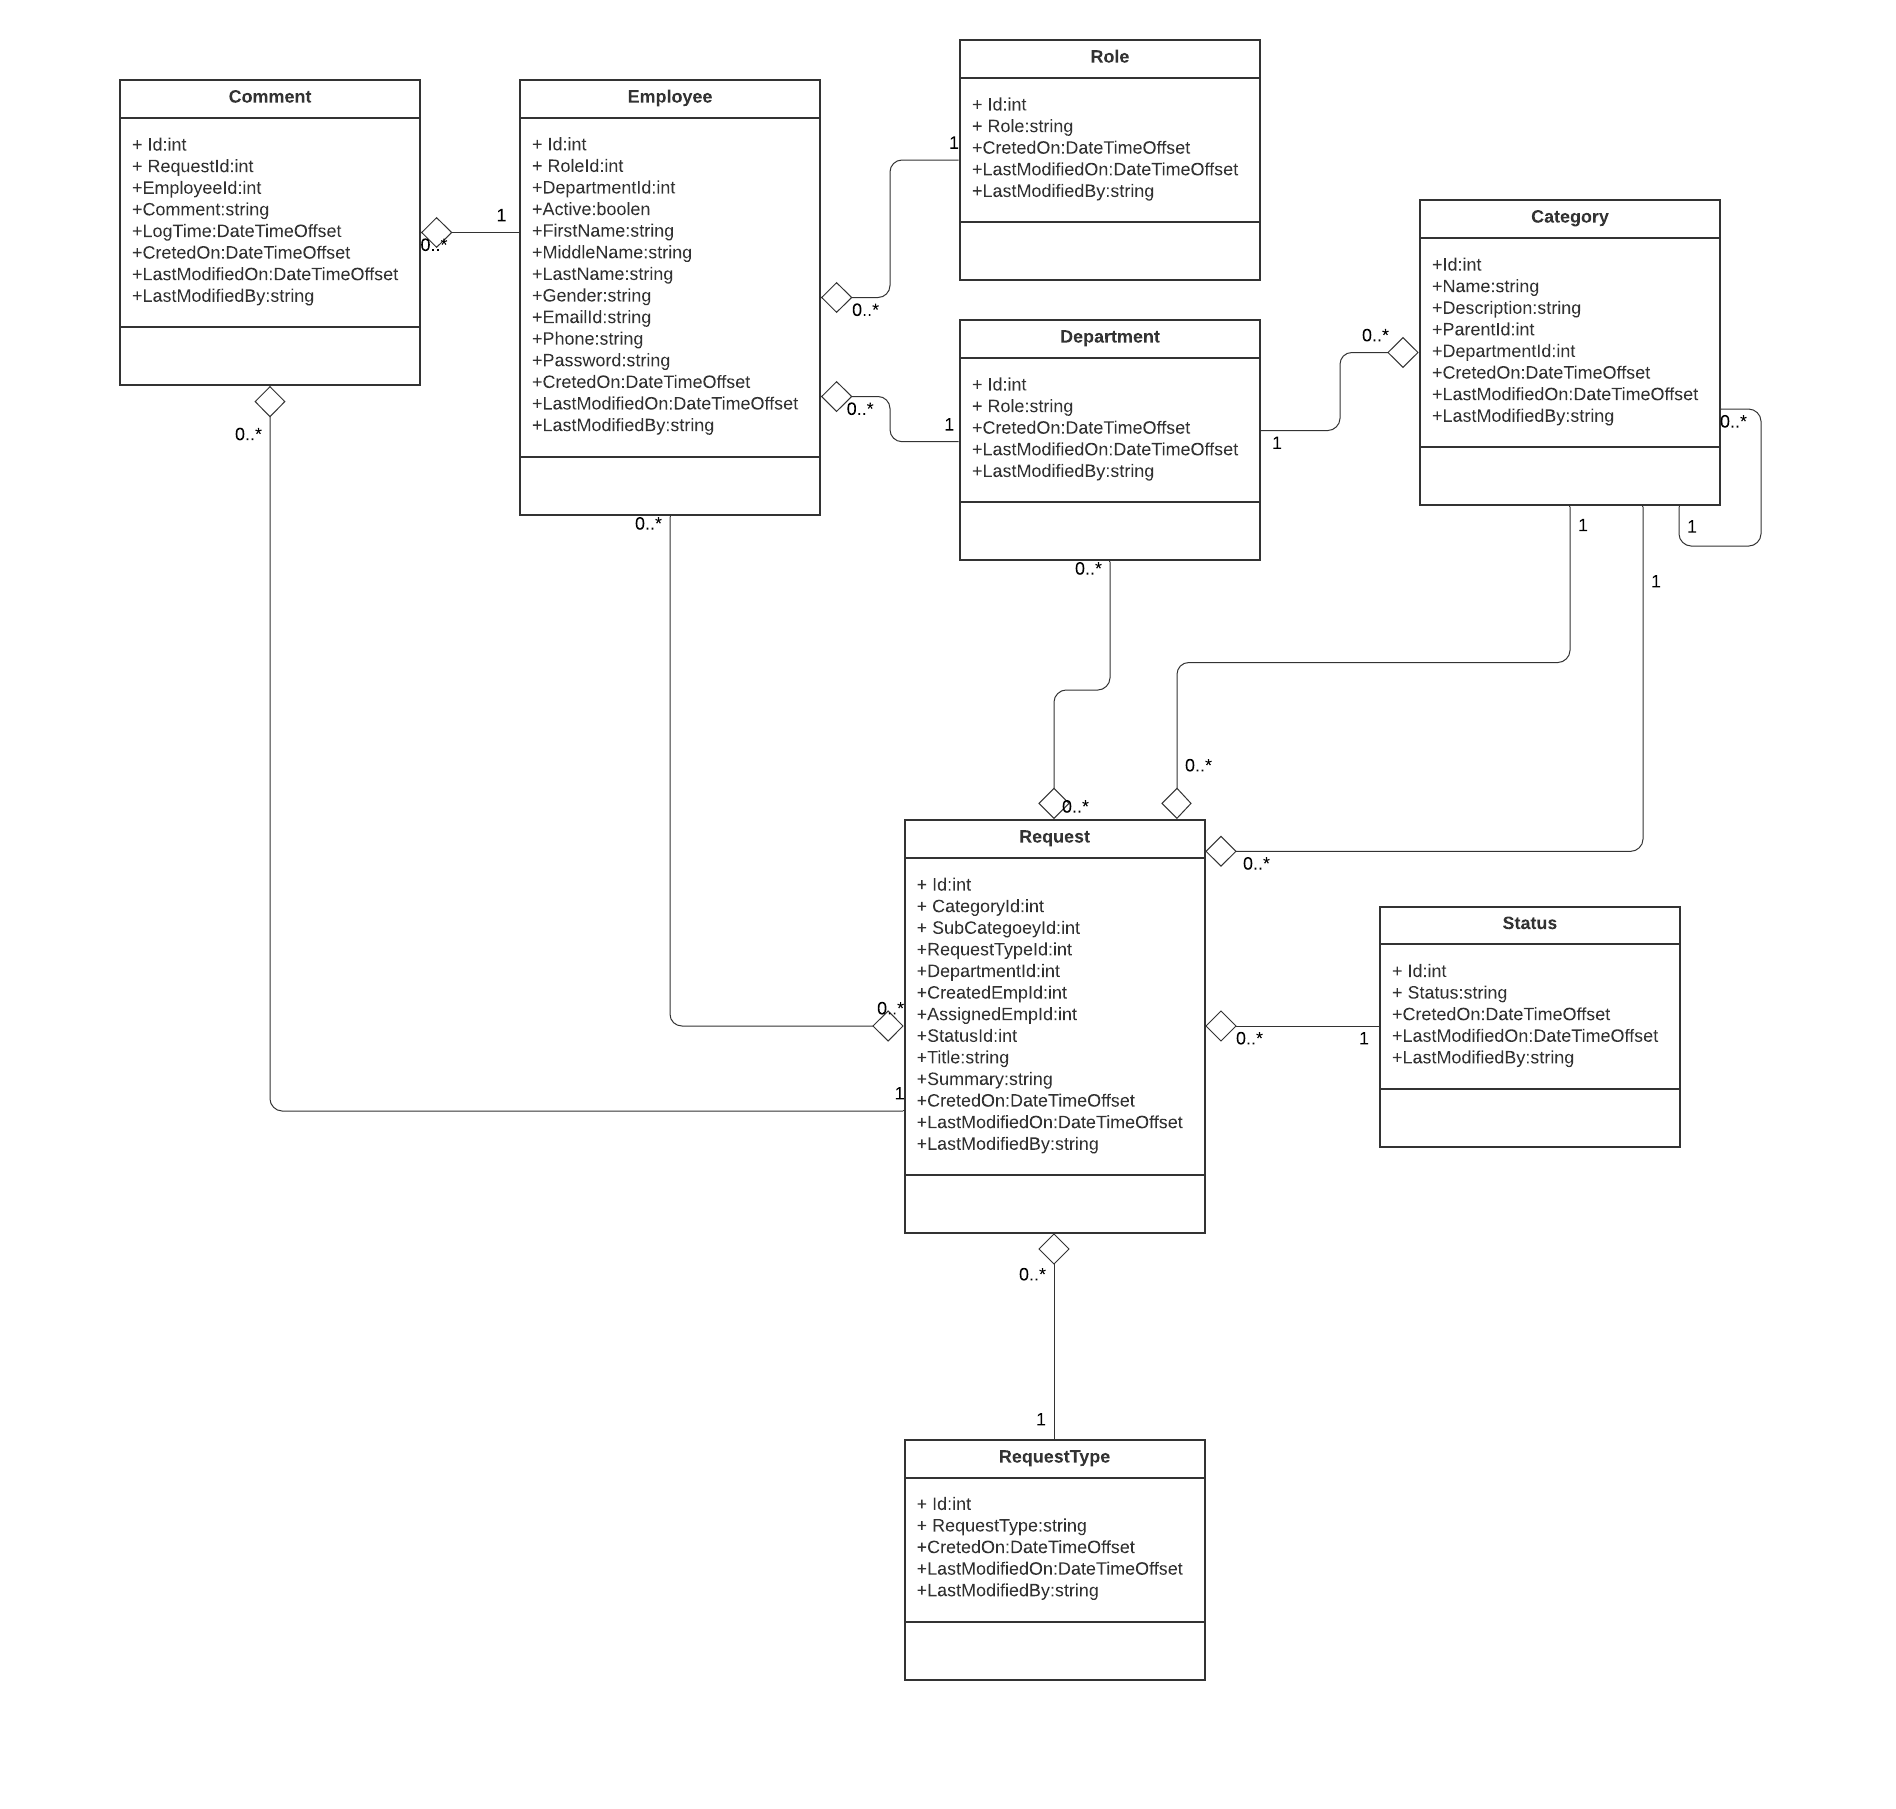 Role
+ Id:int
+ Role:string
+CretedOn:DateTimeOffset
+LastModifiedOn:DateTimeOffset
+LastModifiedBy:string
Comment
+ Id:int
+ RequestId:int
+EmployeeId:int
+Comment:string
+LogTime:DateTimeOffset
+CretedOn:DateTimeOffset
+LastModifiedOn:DateTimeOffset
+LastModifiedBy:string
0..*
1
0..*
Employee
+ Id:int
+ RoleId:int
+DepartmentId:int
+Active:boolen
+FirstName:string
+MiddleName:string
+LastName:string
+Gender:string
+EmailId:string
+Phone:string
+Password:string
+CretedOn:DateTimeOffset
+LastModifiedOn:DateTimeOffset
+LastModifiedBy:string
1
0..*
0..*
1
0..*
Department
+ Id:int
+ Role:string
+CretedOn:DateTimeOffset
+LastModifiedOn:DateTimeOffset
+LastModifiedBy:string
0..*
1
0..*
Category
+Id:int
+Name:string
+Description:string
+ParentId:int
+DepartmentId:int
+CretedOn:DateTimeOffset
+LastModifiedOn:DateTimeOffset
+LastModifiedBy:string
0..*
1
1
1
0..*
0..*
0..*
Request
+ Id:int
+ CategoryId:int
+ SubCategoeyId:int
+RequestTypeId:int
+DepartmentId:int
+CreatedEmpId:int
+AssignedEmpId:int
+StatusId:int
+Title:string
+Summary:string
+CretedOn:DateTimeOffset
+LastModifiedOn:DateTimeOffset
+LastModifiedBy:string
0..*
1
0..*
1
Status
+ Id:int
+ Status:string
+CretedOn:DateTimeOffset
+LastModifiedOn:DateTimeOffset
+LastModifiedBy:string
0..*
1
RequestType
+ Id:int
+ RequestType:string
+CretedOn:DateTimeOffset
+LastModifiedOn:DateTimeOffset
+LastModifiedBy:string